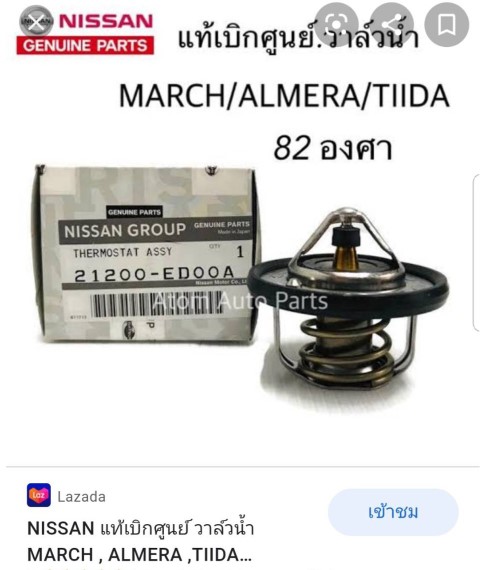 NISSAN
GENUINE PARTS
แท้เบิกศูนย์.วาล์วน้ำ
MARCH/ALMERA/TIIDA
82 องศา
GENUINE PARTS
NISSAN GROUP
GENUINE PARTS
Made in Japan
THERMOSTAT ASSY
QTY
1
21200-ED00A
Nissan Motor Co., Ltd.
Atom Auto Parts
Laz
Lazada
เข้าชม
NISSAN แท้เบิกศูนย์ วาล์วน้ำ
MARCH , ALMERA ,TIIDA...